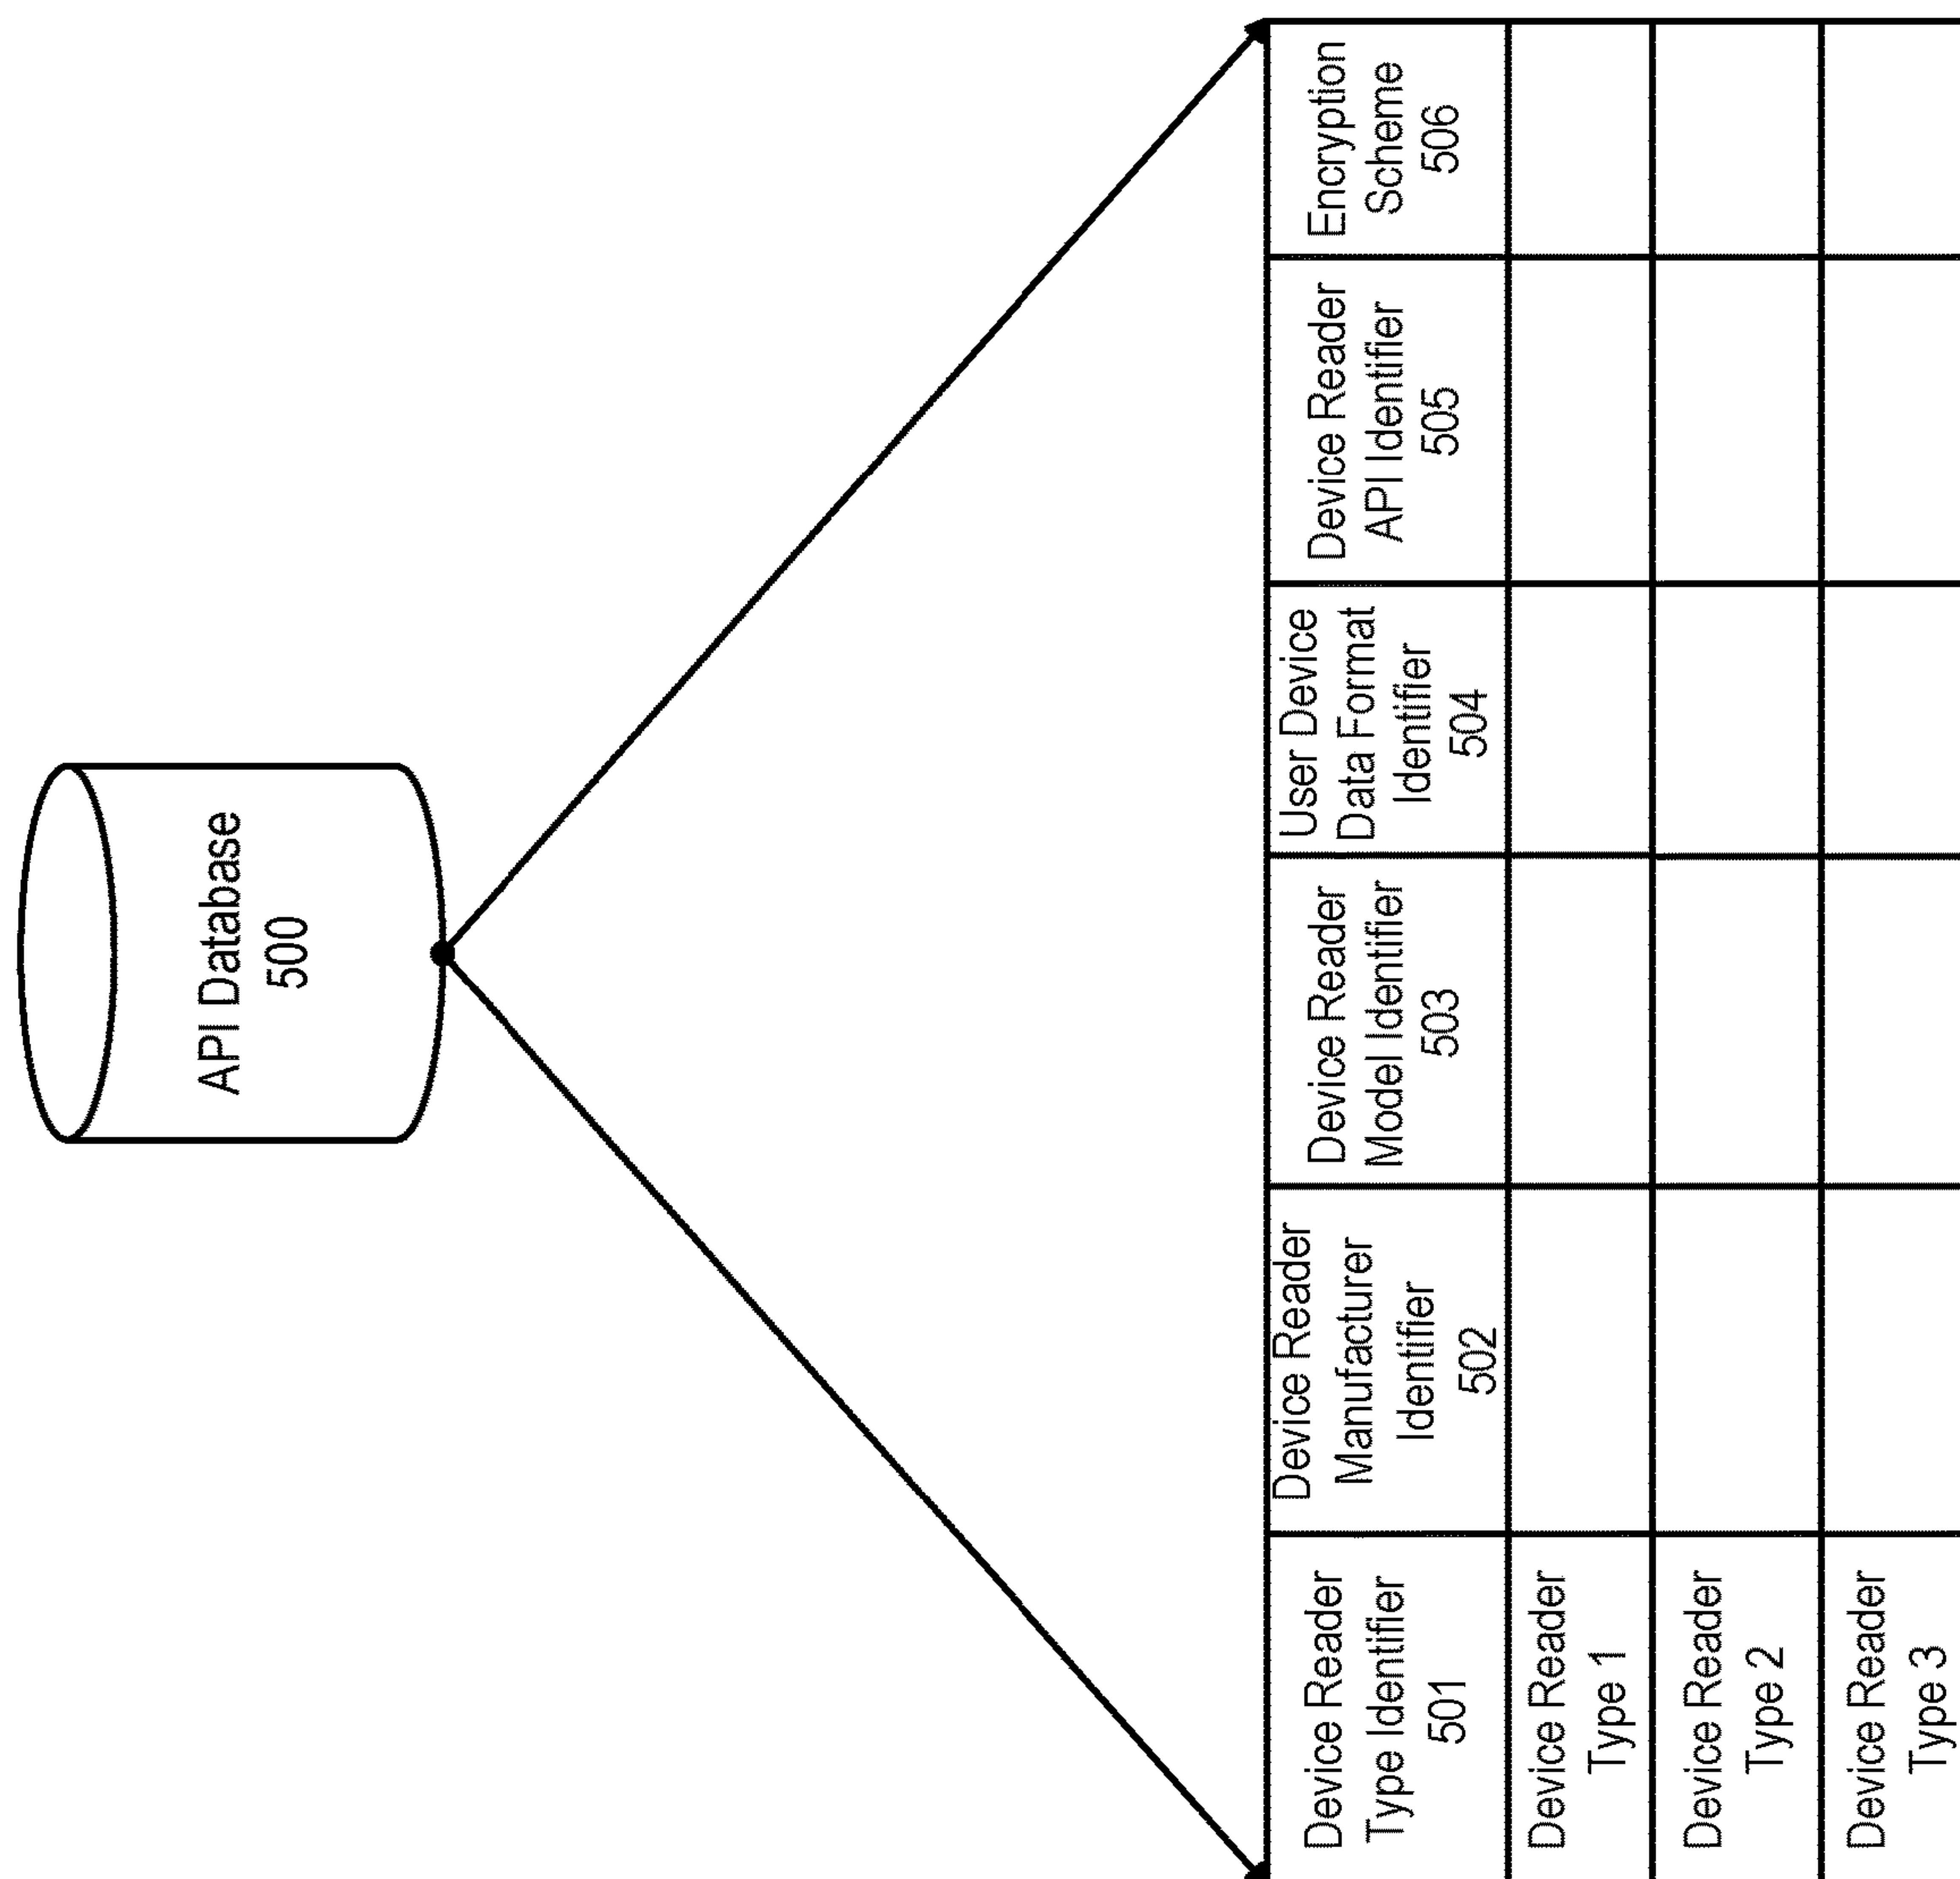 API Database
500
Device Reader
Type Identifier
501
Device Reader
Manufacturer
Identifier
502
Device Reader
Model Identifier
503
User Device
Data Format
Identifier
504
Device Reader
API Identifier
505
Encryption
Scheme
506
Device Reader
Type 1
Device Reader
Type 2
Device Reader
Type 3